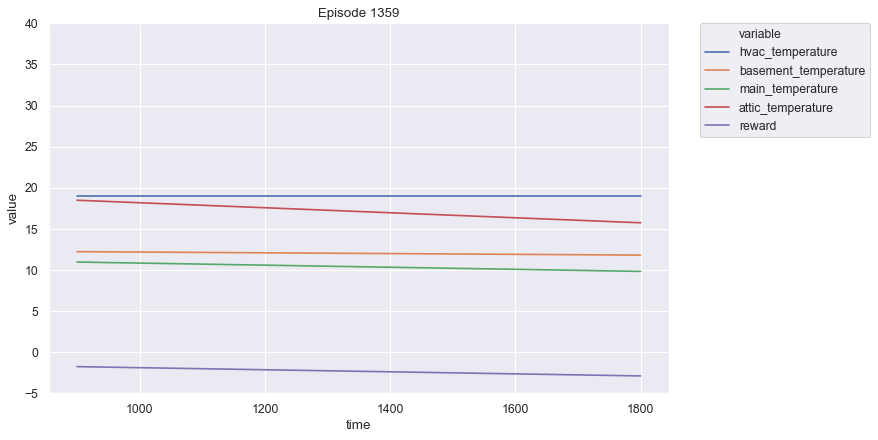 Episode 1359
variable
hvac_temperature
basement_temperature
main_temperature
attic_temperature
reward
value
40
35
30
25
20
15
10
5
0
−5
1000
1200
1400
1600
1800
time